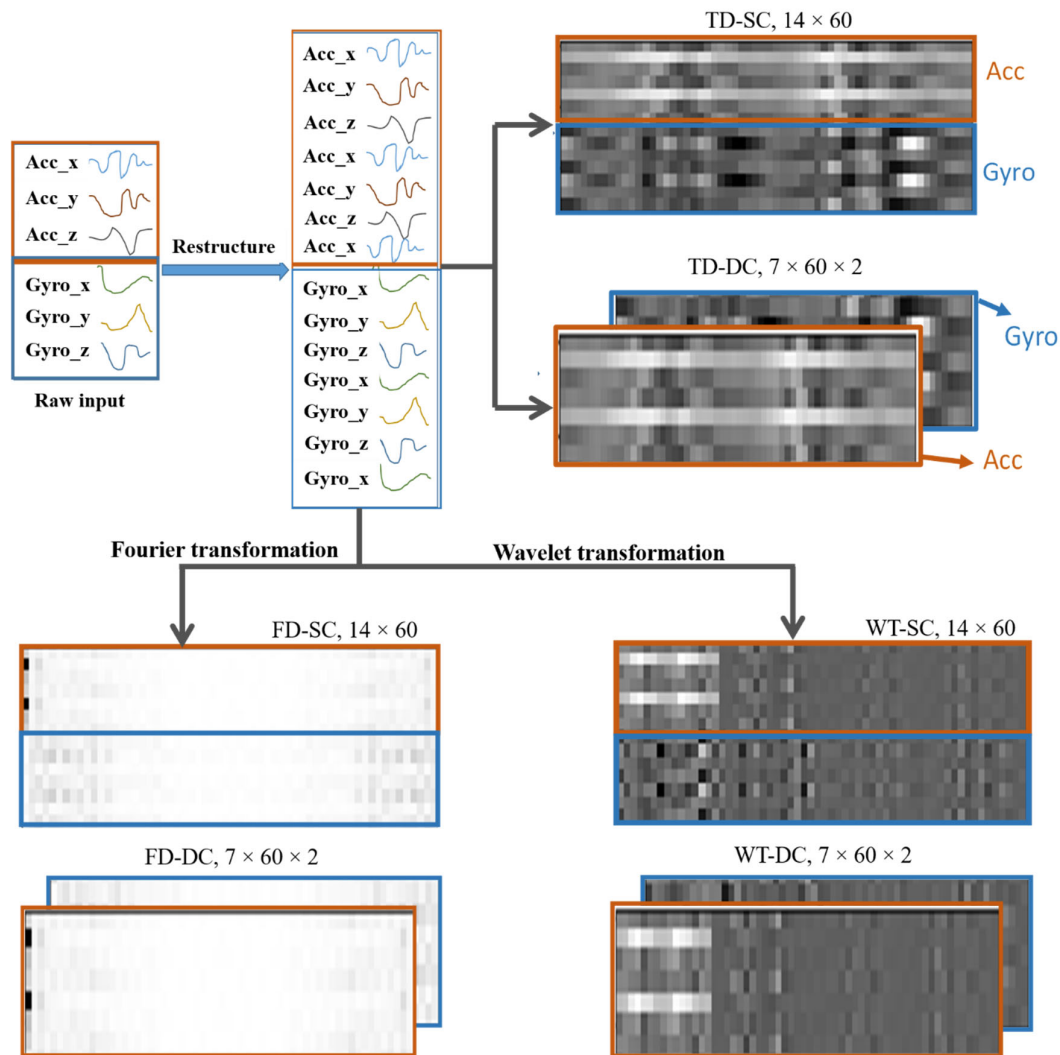 Acc_x
Acc_y
Acc_z
Gyro_x
Gyro_y
Gyro_z
Raw input
Restructure
Acc_x
Acc_y
Acc_z
Acc_x
Acc_y
Acc_z
Acc_x
Gyro_x
Gyro_y
Gyro_z
Gyro_x
Gyro_y
Gyro_z
Gyro_x
TD-SC, 14 × 60
Acc
Gyro
TD-DC, 7 × 60 × 2
Gyro
Acc
Fourier transformation
Wavelet transformation
FD-SC, 14 × 60
WT-SC, 14 × 60
FD-DC, 7 × 60 × 2
WT-DC, 7 × 60 × 2